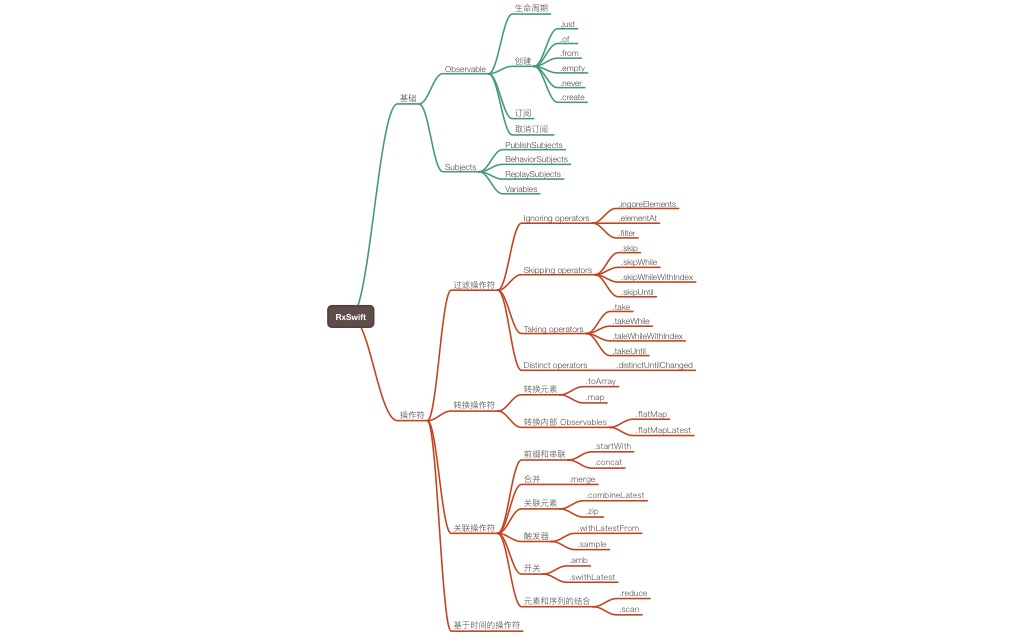 RxSwift
基础
Observable
生命周期
创建
.just
.of
.from
.empty
.never
.create
订阅
取消订阅
Subjects
PublishSubjects
BehaviorSubjects
ReplaySubjects
Variables
操作符
过滤操作符
Ignoring operators
.ingoreElements
.elementAt
.filter
Skipping operators
.skip
.skipWhile
.skipWhileWithIndex
.skipUntil
Taking operators
.take
.takeWhile
.taleWhileWithIndex
.takeUntil
Distinct operators
.distinctUntilChanged
转换操作符
转换元素
.toArray
.map
转换内部 Observables
.flatMap
.flatMapLatest
关联操作符
前缀和串联
.startWith
.concat
合并
.merge
关联元素
.combineLatest
.zip
触发器
.withLatestFrom
.sample
开关
.amb
.swithLatest
元素和序列的结合
.reduce
.scan
基于时间的操作符